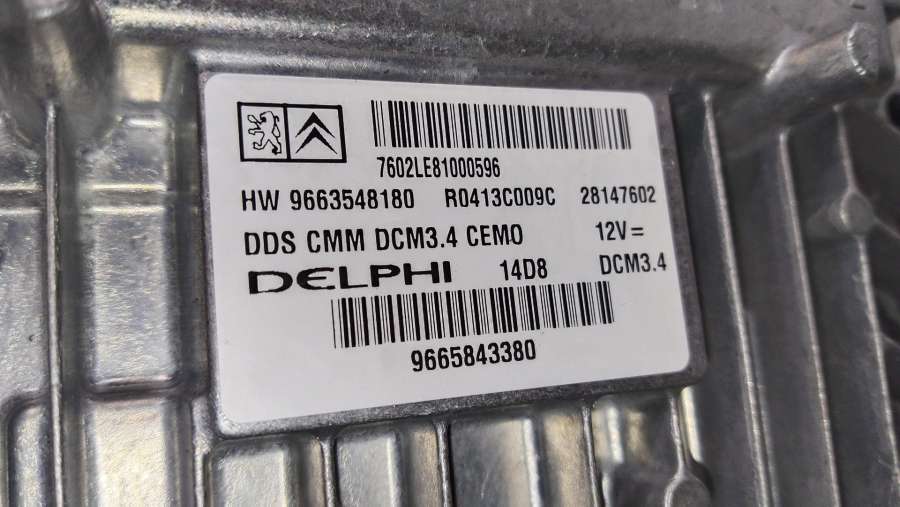 7602LE81000596
HW 9663548180 R0413C009C 28147602
DDS CMM DCM3.4 CEMO 12V=
DELPHI 14D8 DCM3.4
9665843380